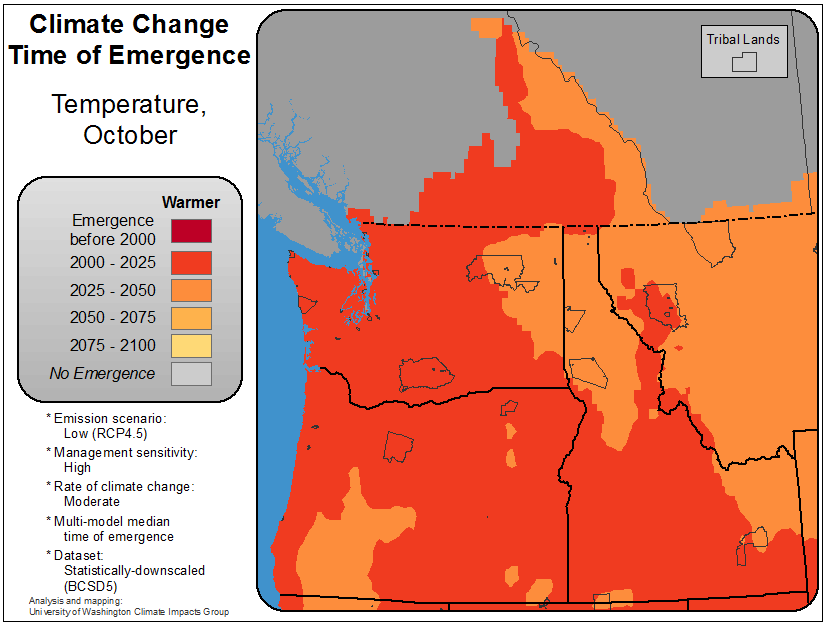 Climate Change
Time of Emergence
Temperature,
October
Warmer
Emergence
before 2000
2000 - 2025
2025 - 2050
2050 - 2075
2075 - 2100
No Emergence
* Emission scenario:
Low (RCP4.5)
* Management sensitivity:
High
* Rate of climate change:
Moderate
* Multi-model median
time of emergence
* Dataset:
Statistically-downscaled
(BCSD5)
Analysis and mapping:
University of Washington Climate Impacts Group
Tribal Lands